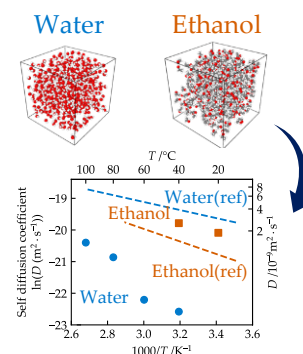 Water Ethanol
T /°C
100 80 60 40 20
Self diffusion coefficient
ln(D (m²·s⁻¹))
-19
-20
-21
-22
-23
Water(ref)
Ethanol
Ethanol(ref)
Water
8
6
4
2
D /10⁻⁹m²·s⁻¹
2.6 2.8 3.0 3.2 3.4 3.6
1000/T /K⁻¹